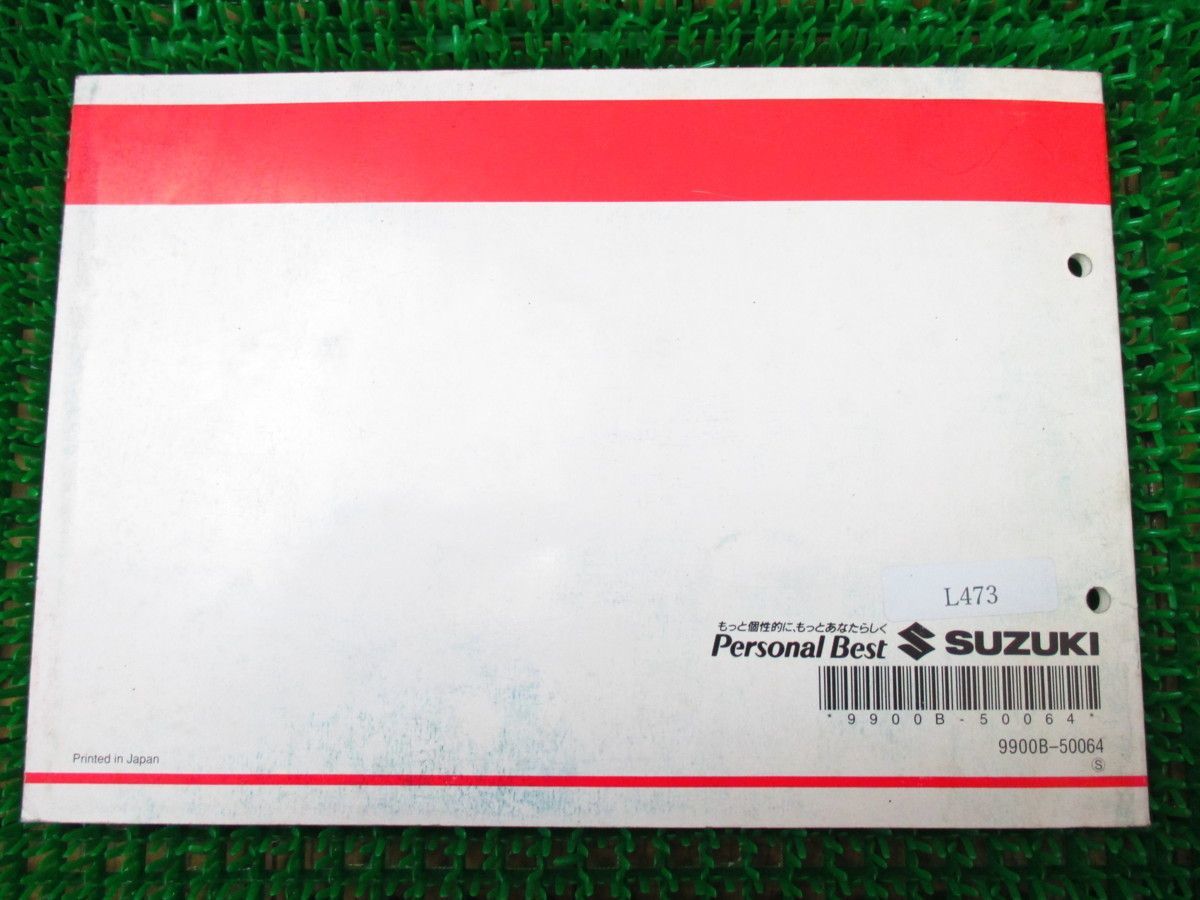 L473
もっと個性的に、もっとあなたらしく
Personal Best SUZUKI
*9900B-50064*
9900B-50064
Ⓢ
Printed in Japan